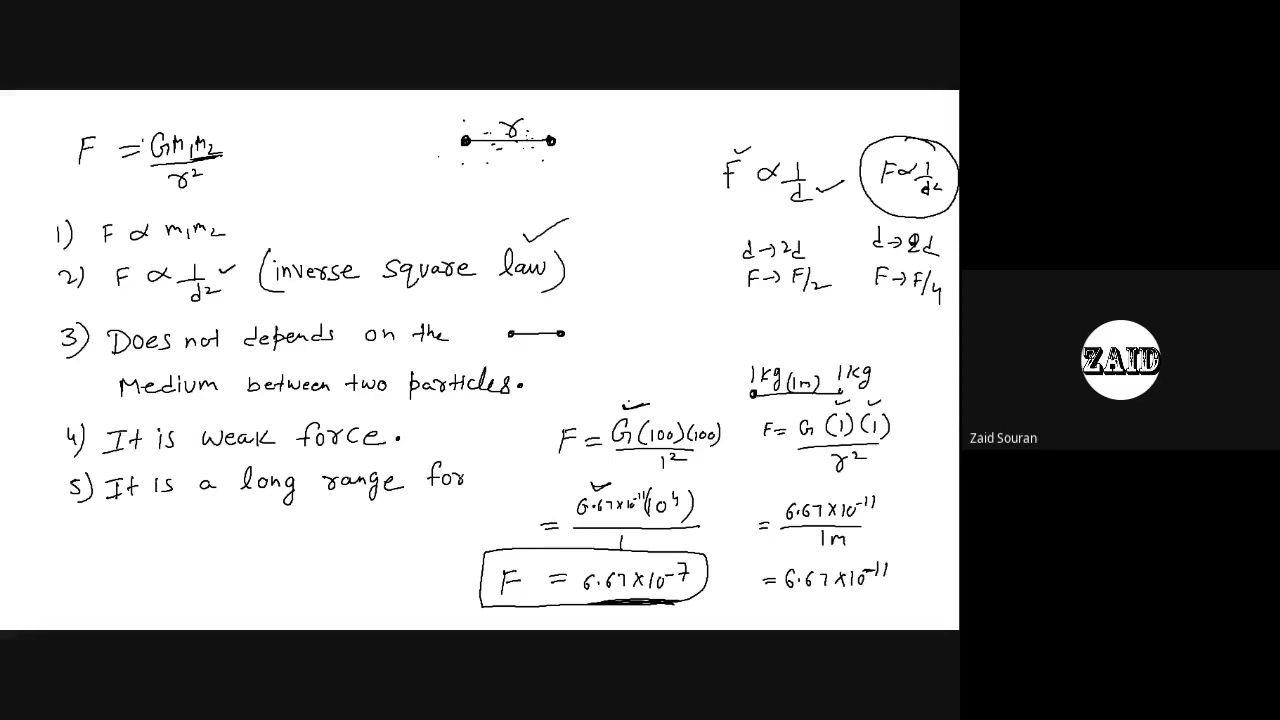 F = Gm₁m₂/r²
r
1) F ∝ m₁m₂
2) F ∝ 1/d² (inverse square law)
3) Does not depends on the
Medium between two particles.
4) It is weak force.
5) It is a long range for
F ∝ 1/d
d→2d
F→F/2
F∝1/d²
d→2d
F→F/4
F = G(100)(100)/1²
= 6.67×10⁻¹¹(10⁴)/1
F = 6.67×10⁻⁷
1kg (1m) 1kg
F= G(1)(1)/r²
= 6.67×10⁻¹¹/1m
= 6.67×10⁻¹¹
ZAID
Zaid Souran